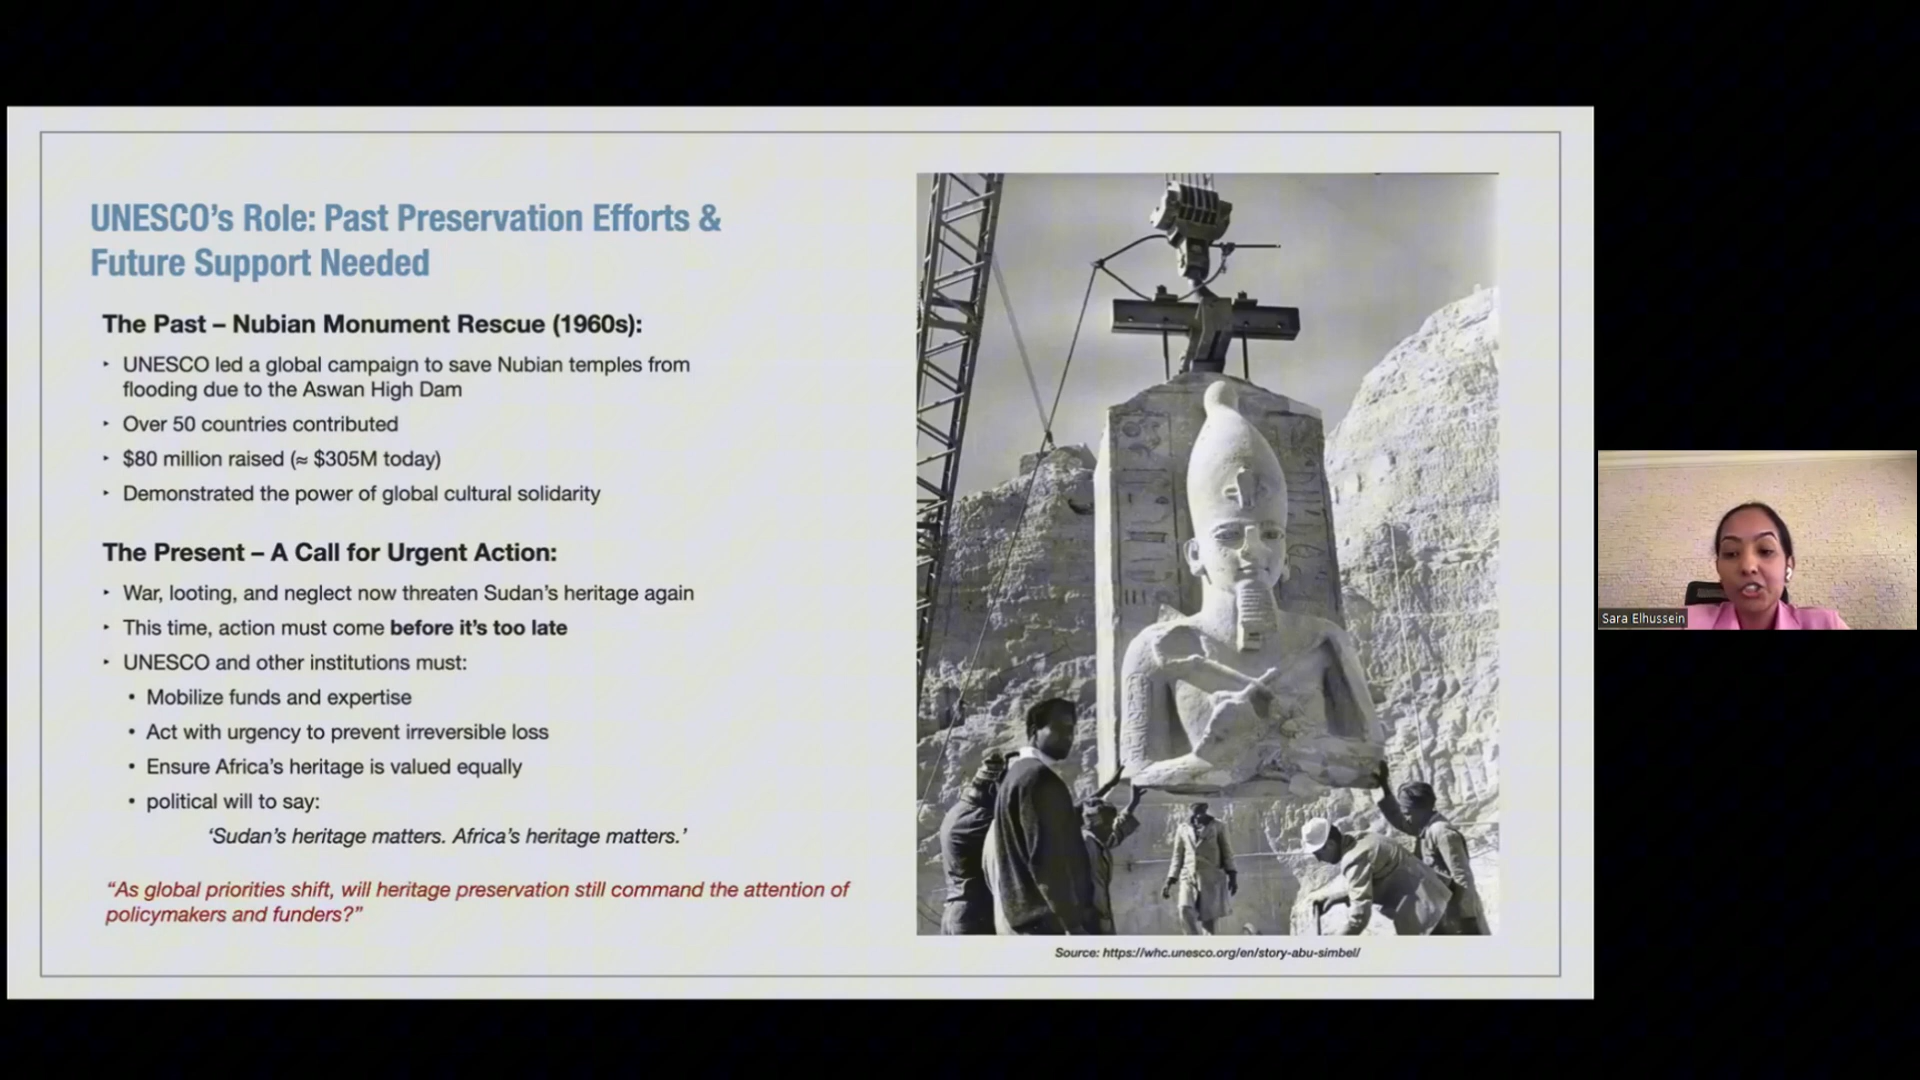 UNESCO’s Role: Past Preservation Efforts &
Future Support Needed
The Past – Nubian Monument Rescue (1960s):
‣ UNESCO led a global campaign to save Nubian temples from
flooding due to the Aswan High Dam
‣ Over 50 countries contributed
‣ $80 million raised (≈ $305M today)
‣ Demonstrated the power of global cultural solidarity
The Present – A Call for Urgent Action:
‣ War, looting, and neglect now threaten Sudan’s heritage again
‣ This time, action must come before it’s too late
‣ UNESCO and other institutions must:
• Mobilize funds and expertise
• Act with urgency to prevent irreversible loss
• Ensure Africa’s heritage is valued equally
• political will to say:
‘Sudan’s heritage matters. Africa’s heritage matters.’
“As global priorities shift, will heritage preservation still command the attention of
policymakers and funders?”
Source: https://whc.unesco.org/en/story-abu-simbel/
Sara Elhussein